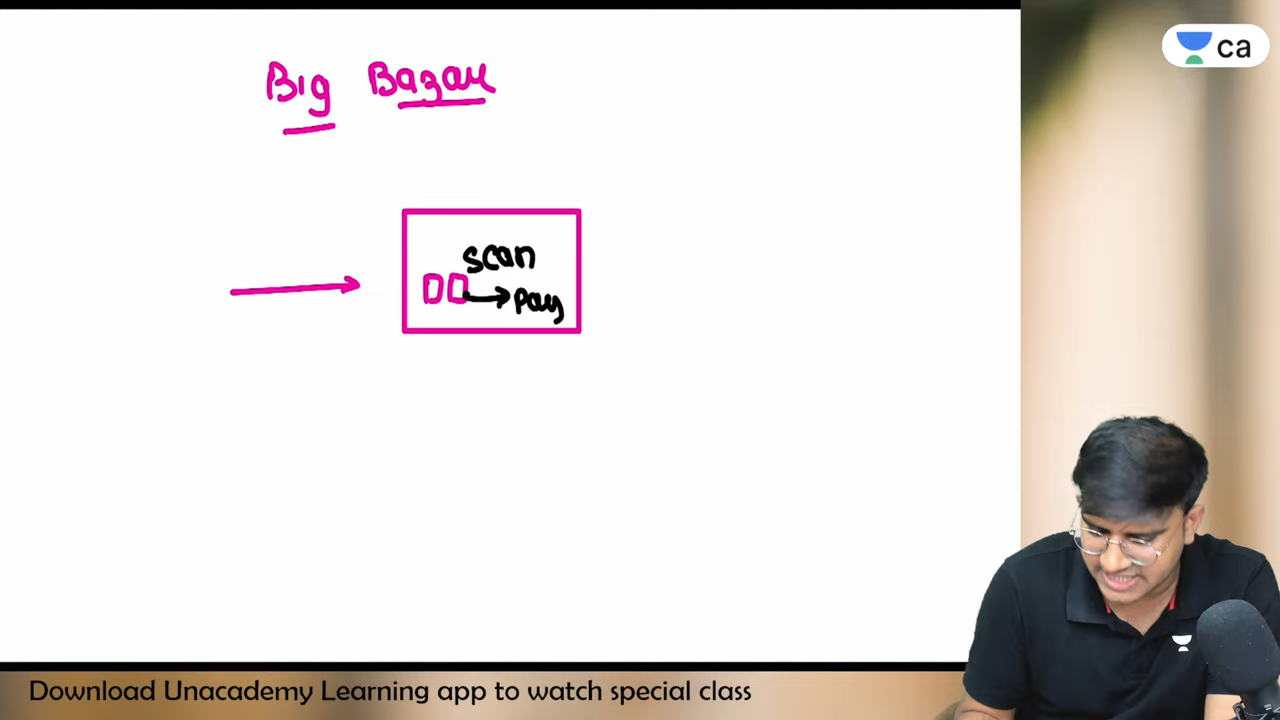 Big Bazar
scan
pay
ca
Download Unacademy Learning app to watch special class